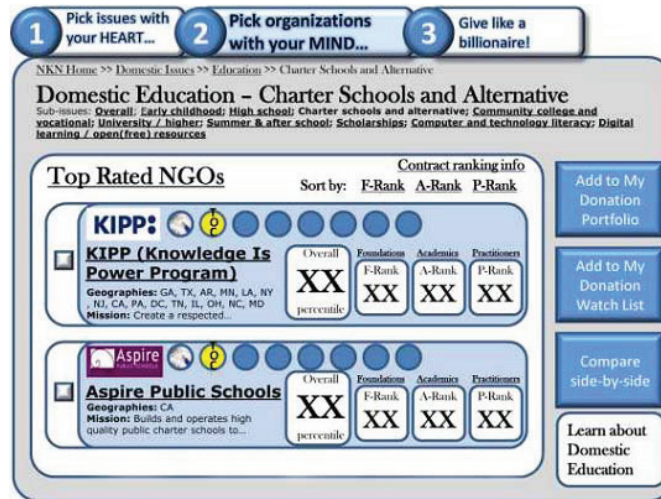 1
Pick issues with
your HEART...
2
Pick organizations
with your MIND...
3
Give like a
billionaire!
NKN Home >> Domestic Issues >> Education >> Charter Schools and Alternative
Domestic Education – Charter Schools and Alternative
Sub-issues: Overall; Early childhood; High school; Charter schools and alternative; Community college and
vocational; University / higher; Summer & after school; Scholarships; Computer and technology literacy; Digital
learning / open(free) resources
Top Rated NGOs
Contract ranking info
Sort by: F-Rank A-Rank P-Rank
KIPP:
KIPP (Knowledge Is
Power Program)
Geographies: GA, TX, AR, MN, LA, NY
, NJ, CA, PA, DC, TN, IL, OH, NC, MD
Mission: Create a respected...
Overall
XX
percentile
Foundations
F-Rank
XX
Academics
A-Rank
XX
Practitioners
P-Rank
XX
Aspire
PUBLIC SCHOOLS
Aspire Public Schools
Geographies: CA
Mission: Builds and operates high
quality public charter schools to...
Overall
XX
percentile
Foundations
F-Rank
XX
Academics
A-Rank
XX
Practitioners
P-Rank
XX
Add to My
Donation
Portfolio
Add to My
Donation
Watch List
Compare
side-by-side
Learn about
Domestic
Education